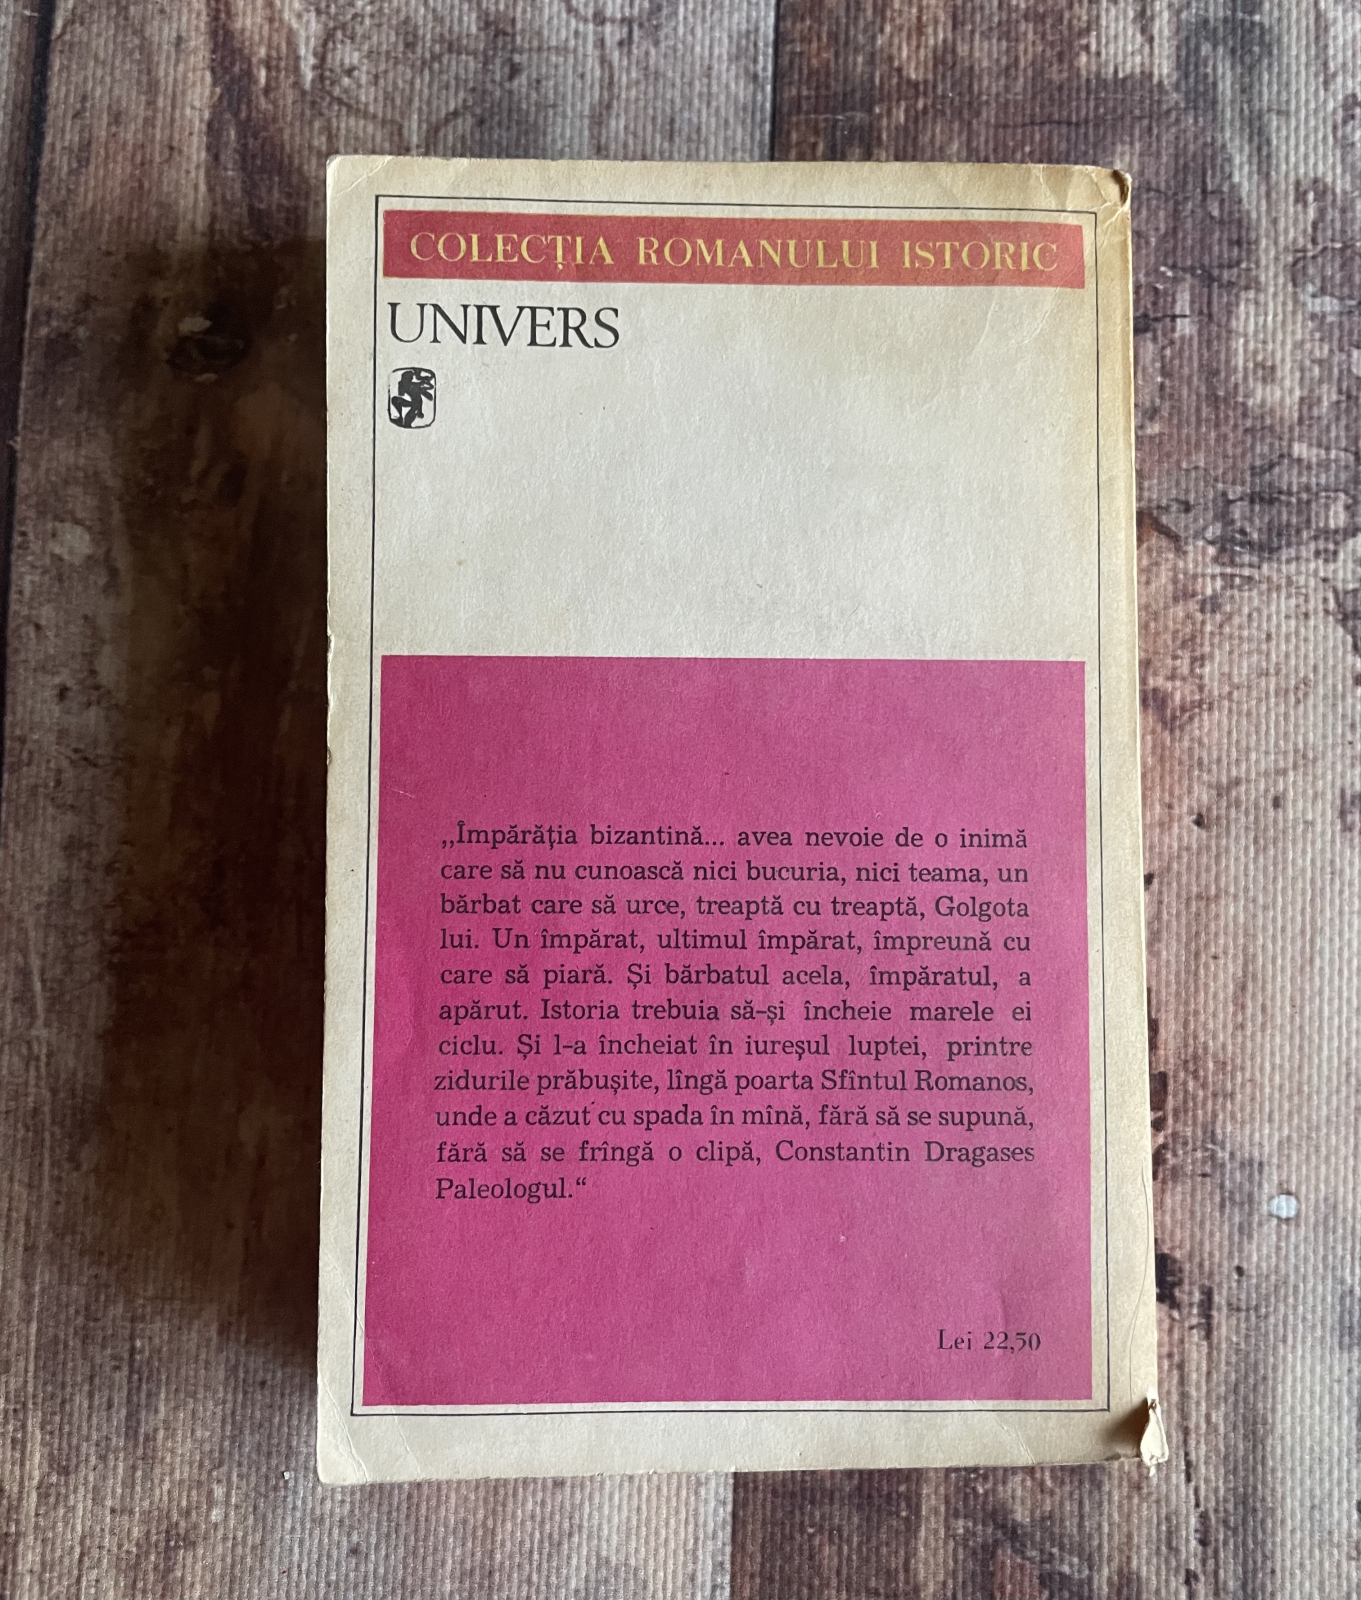 COLECȚIA ROMANULUI ISTORIC
UNIVERS
„Împărăția bizantină... avea nevoie de o inimă
care să nu cunoască nici bucuria, nici teama, un
bărbat care să urce, treaptă cu treaptă, Golgota
lui. Un împărat, ultimul împărat, împreună cu
care să piară. Și bărbatul acela, împăratul, a
apărut. Istoria trebuia să-și încheie marele ei
ciclu. Și l-a încheiat în iureșul luptei, printre
zidurile prăbușite, lîngă poarta Sfîntul Romanos,
unde a căzut cu spada în mînă, fără să se supună,
fără să se frîngă o clipă, Constantin Dragases
Paleologul.“
Lei 22,50